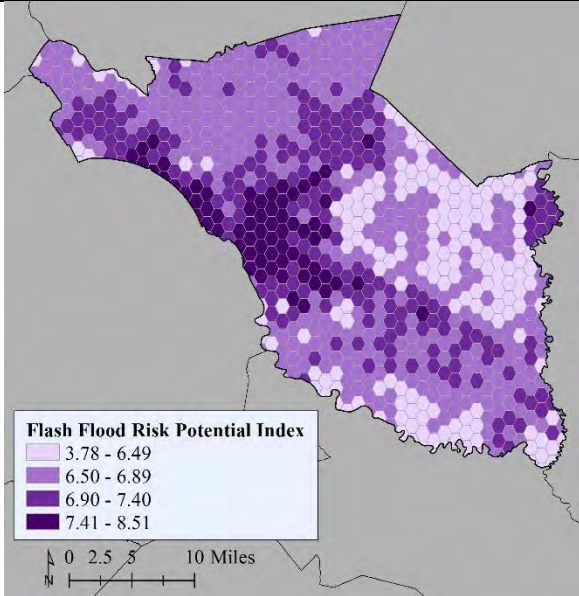 Flash Flood Risk Potential Index
3.78 - 6.49
6.50 - 6.89
6.90 - 7.40
7.41 - 8.51
0 2.5 5 10 Miles
N